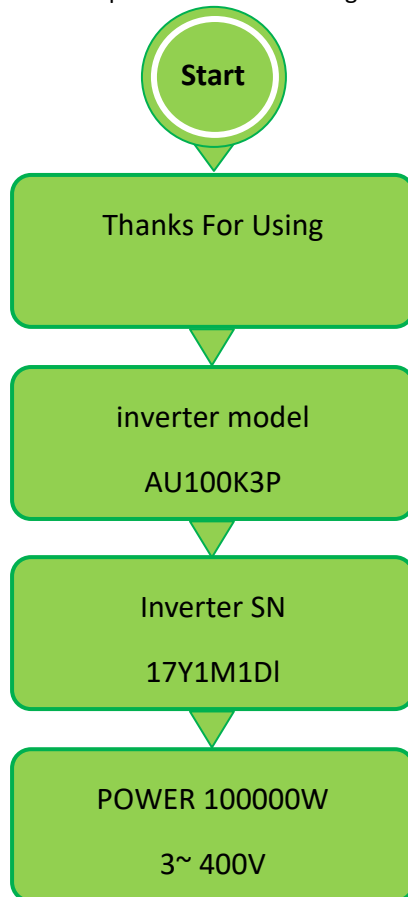 Start
Thanks For Using
inverter model
AU100K3P
Inverter SN
17Y1M1Dl
POWER 100000W
3~ 400V